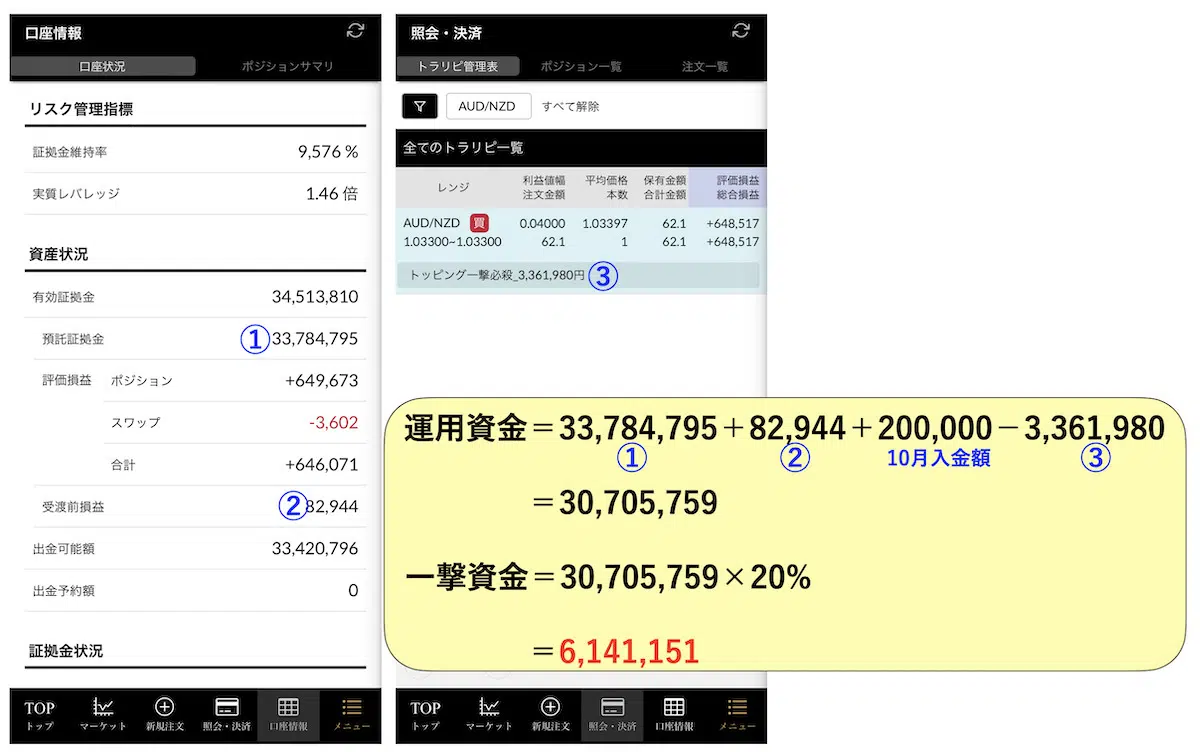 口座情報
口座状況 ポジションサマリ
リスク管理指標
証拠金維持率 9,576 %
実質レバレッジ 1.46 倍
資産状況
有効証拠金 34,513,810
預託証拠金 ①33,784,795
評価損益 ポジション +649,673
スワップ -3,602
合計 +646,071
受渡前損益 ②82,944
出金可能額 33,420,796
出金予約額 0
証拠金状況
TOP
トップ マーケット 新規注文 照会・決済 口座情報 メニュー
照会・決済
トラリピ管理表 ポジション一覧 注文一覧
AUD/NZD すべて解除
全てのトラリピ一覧
レンジ 利益値幅 平均価格 保有金額 評価損益
注文金額 本数 合計金額 総合損益
AUD/NZD 買 0.04000 1.03397 62.1 +648,517
1.03300~1.03300 62.1 1 62.1 +648,517
トッピング一撃必殺_3,361,980円 ③
運用資金＝33,784,795＋82,944＋200,000－3,361,980
① ② 10月入金額 ③
＝30,705,759
一撃資金＝30,705,759×20%
＝6,141,151
TOP
トップ マーケット 新規注文 照会・決済 口座情報 メニュー